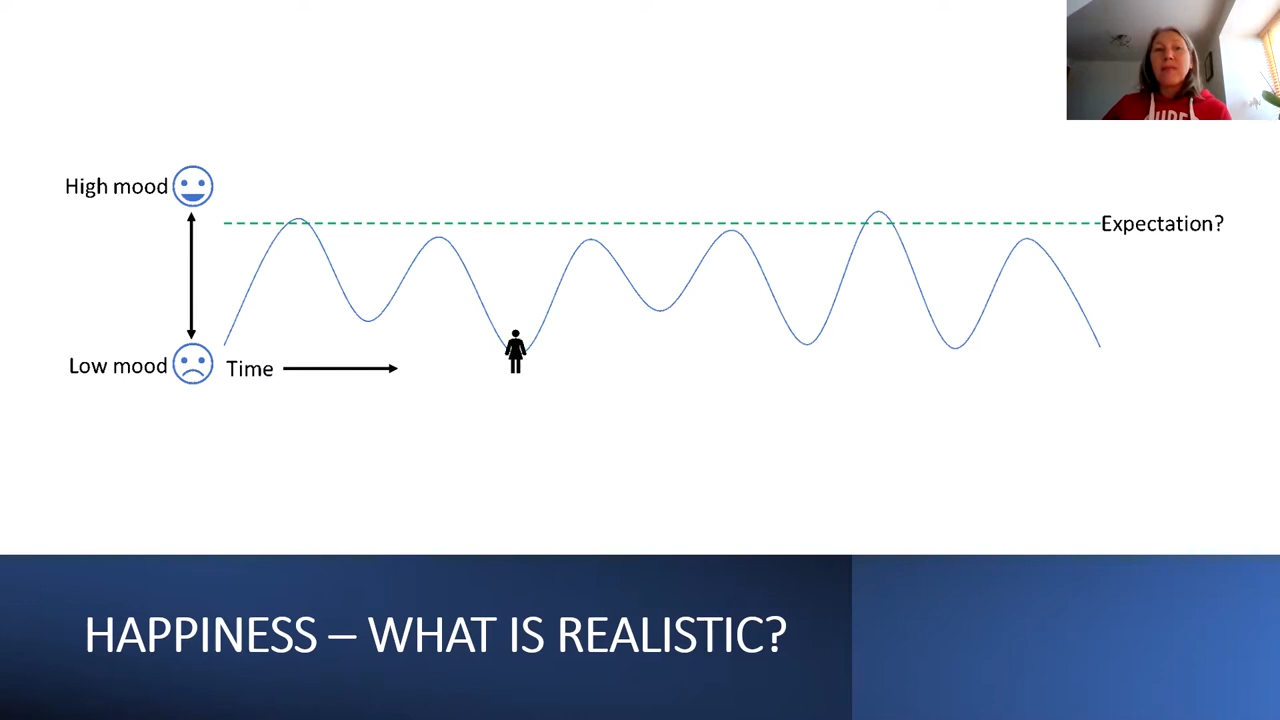 High mood
Expectation?
Low mood
Time
HAPPINESS – WHAT IS REALISTIC?